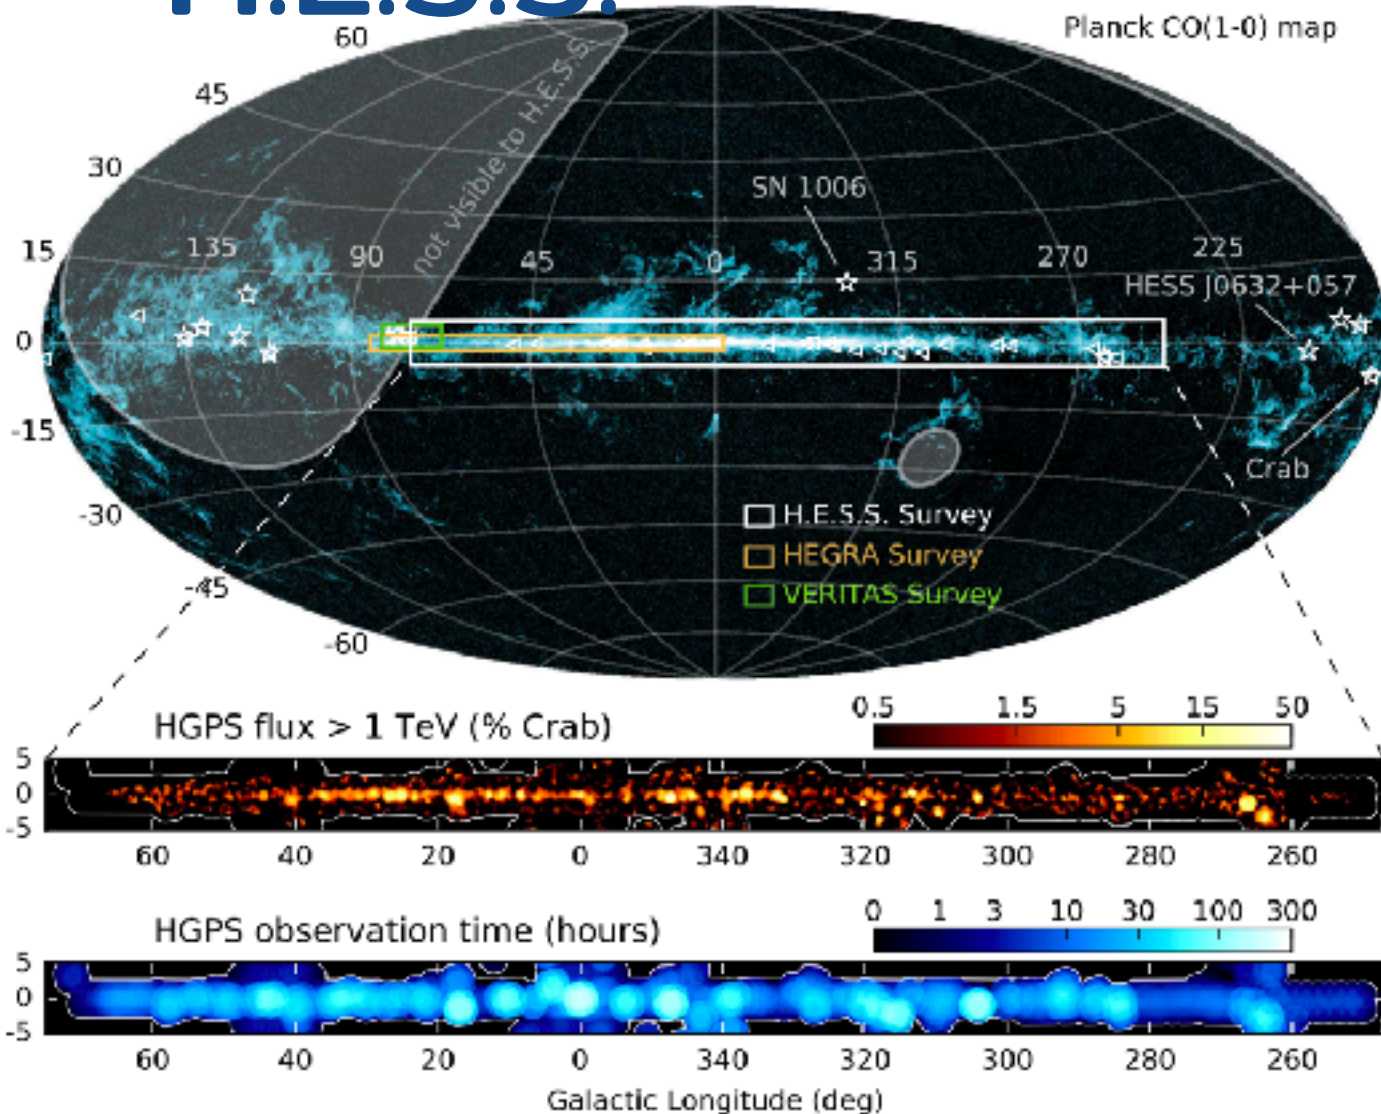 H.E.S.S.
Planck CO(1-0) map
60
45
30
15
0
-15
-30
-45
-60
not visible to H.E.S.S.
135
90
45
0
315
270
225
SN 1006
HESS J0632+057
Crab
H.E.S.S. Survey
HEGRA Survey
VERITAS Survey
HGPS flux > 1 TeV (% Crab)
0.5 1.5 5 15 50
5
0
-5
60 40 20 0 340 320 300 280 260
HGPS observation time (hours)
0 1 3 10 30 100 300
5
0
-5
60 40 20 0 340 320 300 280 260
Galactic Longitude (deg)